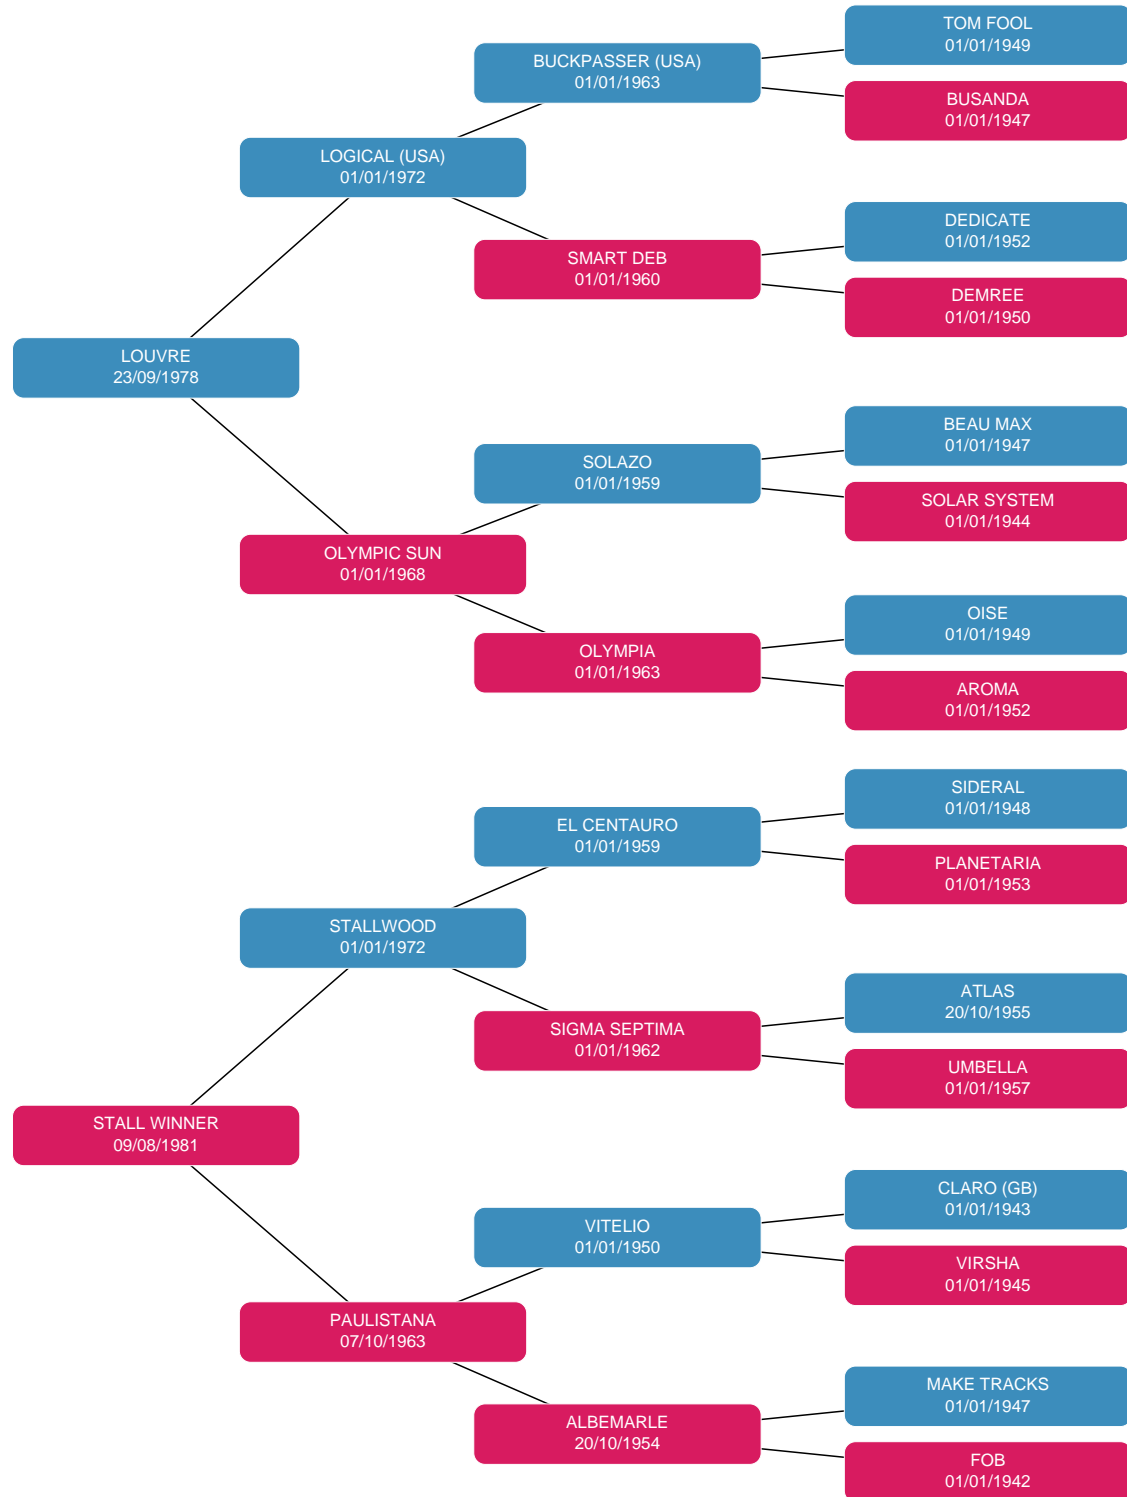 TOM FOOL
01/01/1949
BUCKPASSER (USA)
01/01/1963
BUSANDA
01/01/1947
LOGICAL (USA)
01/01/1972
DEDICATE
01/01/1952
SMART DEB
01/01/1960
DEMREE
01/01/1950
LOUVRE
23/09/1978
BEAU MAX
01/01/1947
SOLAZO
01/01/1959
SOLAR SYSTEM
01/01/1944
OLYMPIC SUN
01/01/1968
OISE
01/01/1949
OLYMPIA
01/01/1963
AROMA
01/01/1952
SIDERAL
01/01/1948
EL CENTAURO
01/01/1959
PLANETARIA
01/01/1953
STALLWOOD
01/01/1972
ATLAS
20/10/1955
SIGMA SEPTIMA
01/01/1962
UMBELLA
01/01/1957
STALL WINNER
09/08/1981
CLARO (GB)
01/01/1943
VITELIO
01/01/1950
VIRSHA
01/01/1945
PAULISTANA
07/10/1963
MAKE TRACKS
01/01/1947
ALBEMARLE
20/10/1954
FOB
01/01/1942